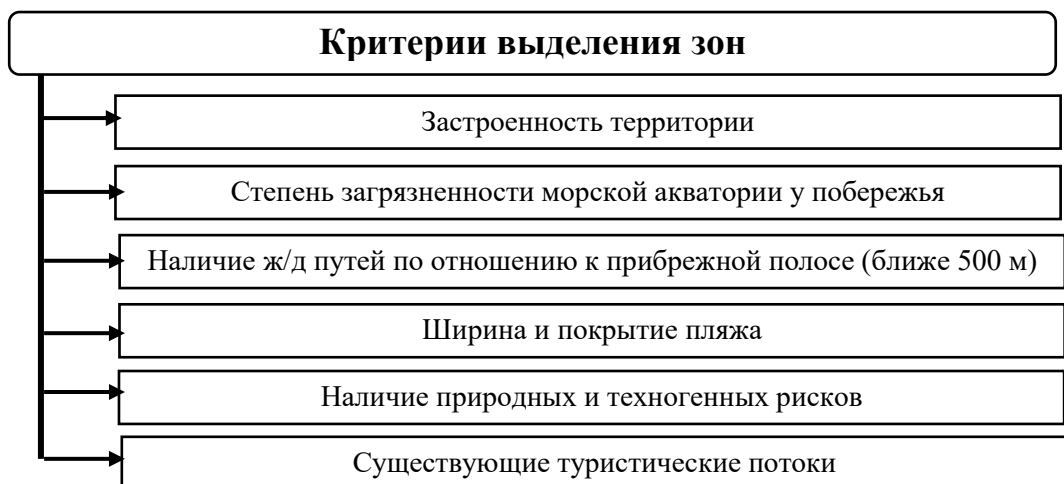 Критерии выделения зон
Застроенность территории
Степень загрязненности морской акватории у побережья
Наличие ж/д путей по отношению к прибрежной полосе (ближе 500 м)
Ширина и покрытие пляжа
Наличие природных и техногенных рисков
Существующие туристические потоки